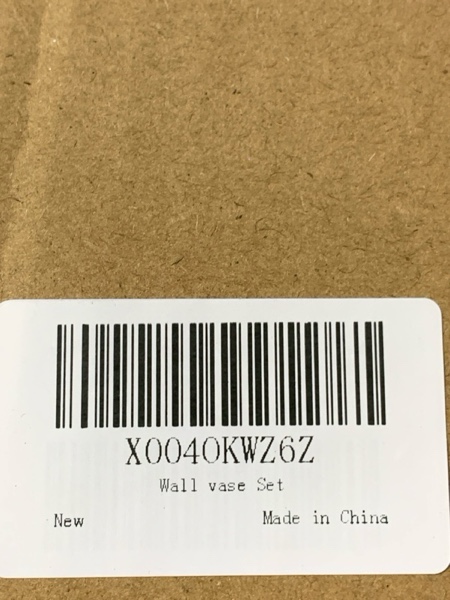 X0040KWZ6Z
Wall vase Set
New Made in China